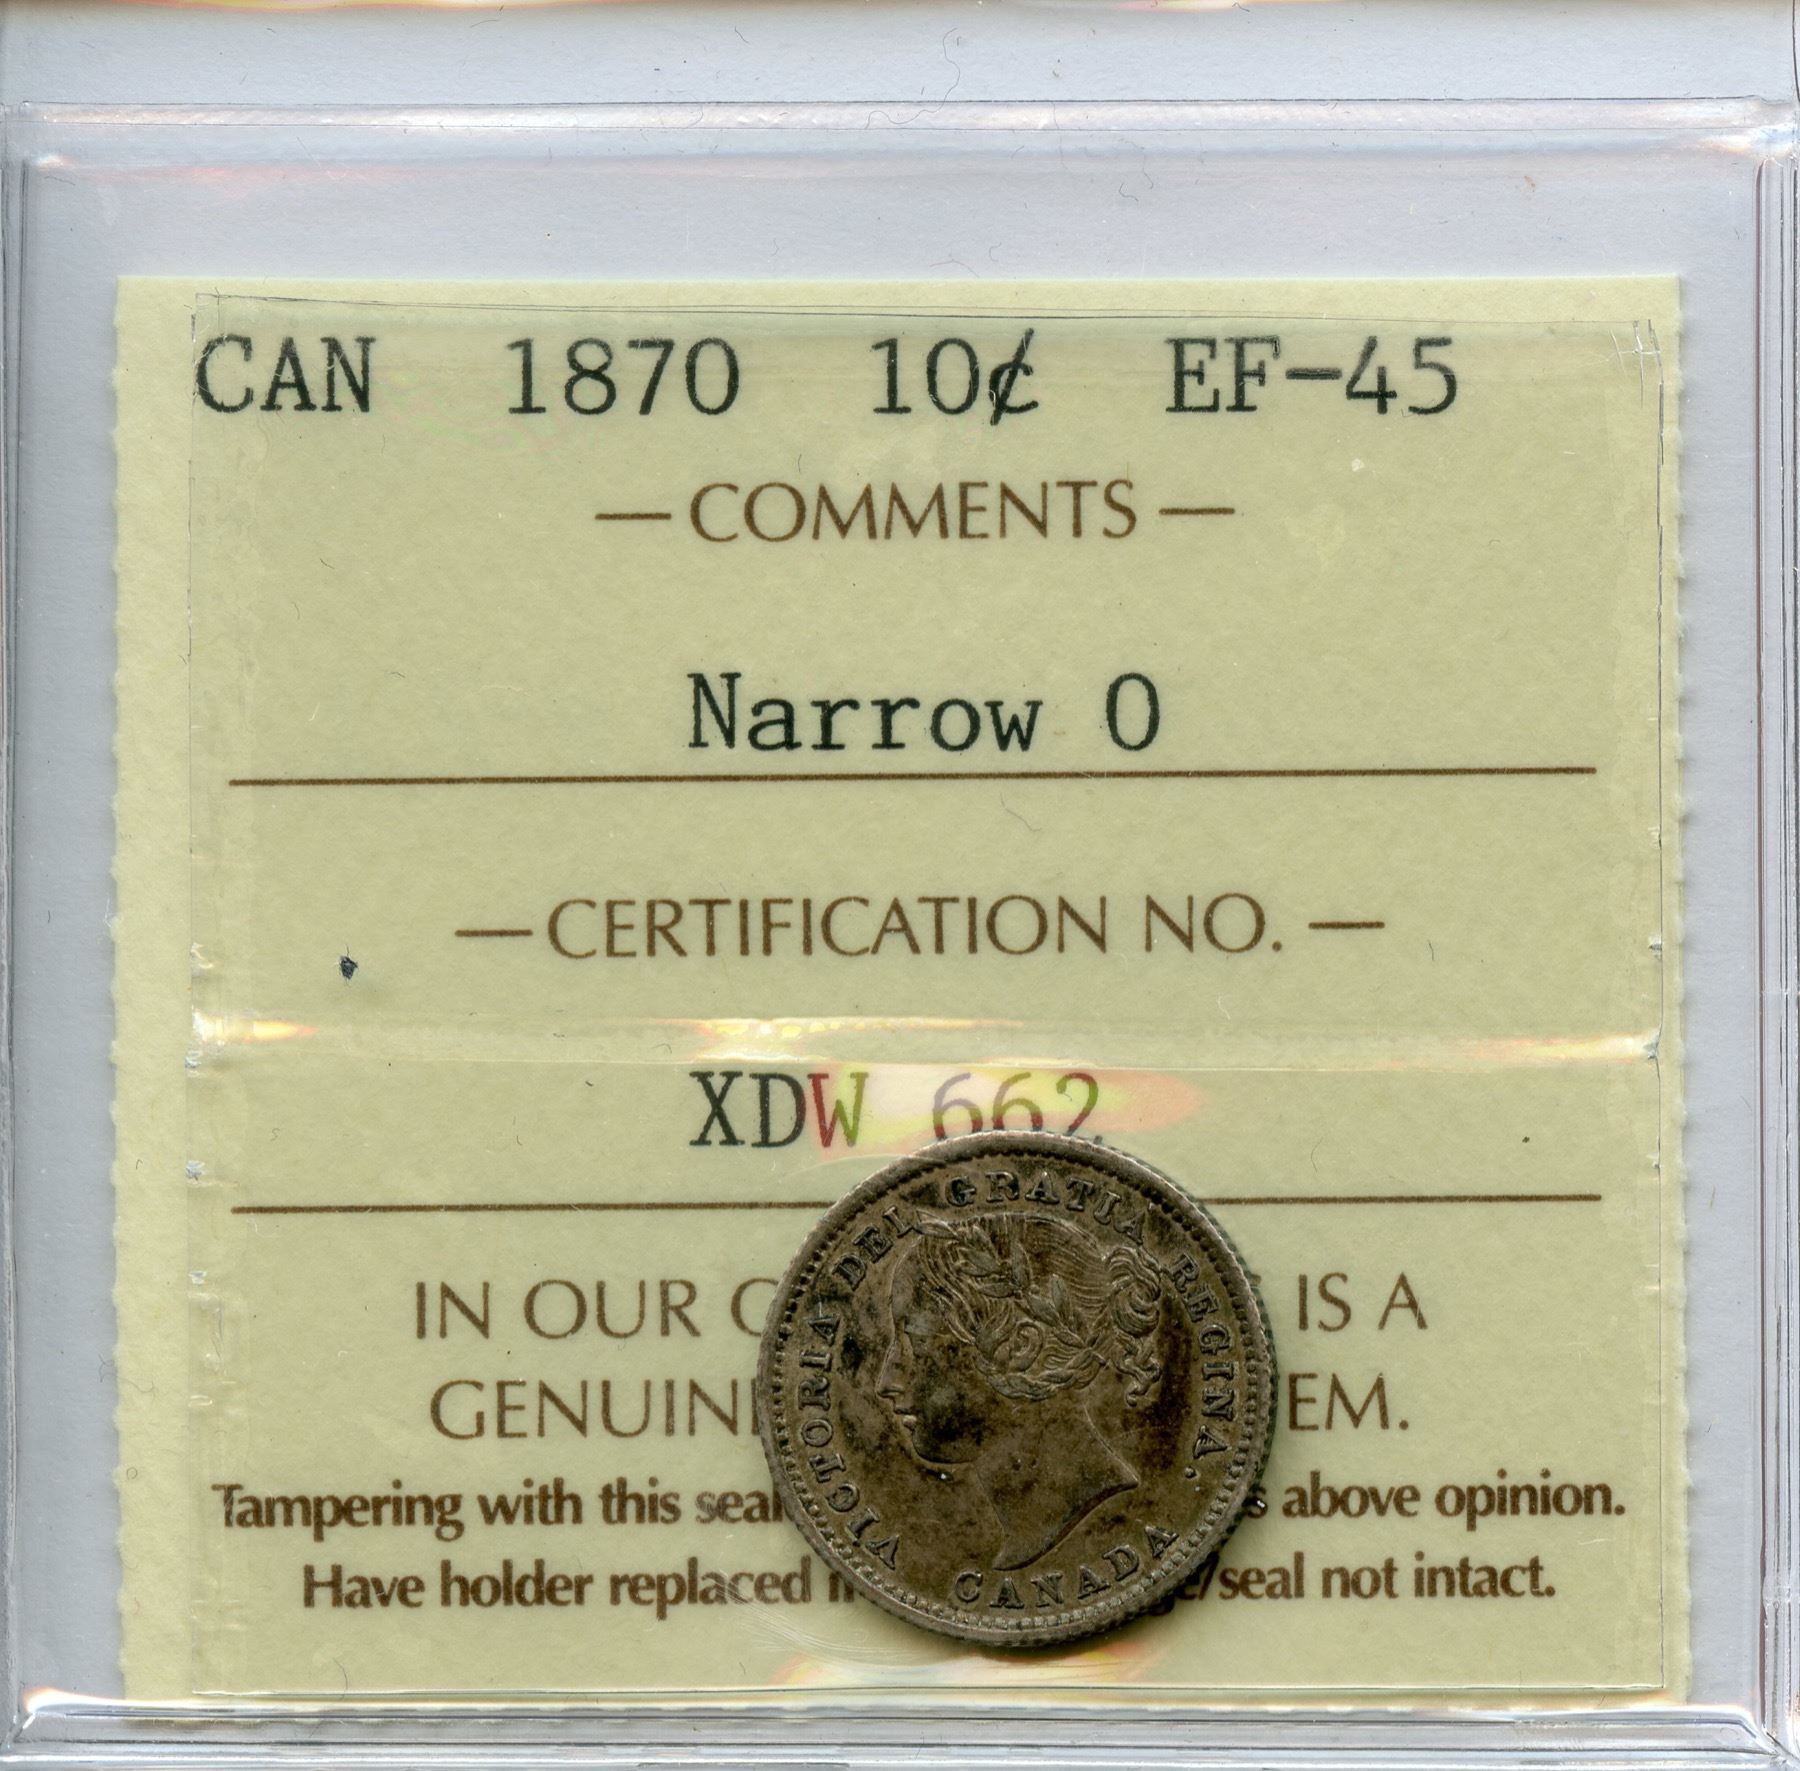 CAN 1870 10¢ EF-45
— COMMENTS —
Narrow 0
— CERTIFICATION NO. —
XDW 662
IN OUR IS A
GENUIN EM.
Tampering with this seal above opinion.
Have holder replaced /seal not intact.
VICTORIA DEI GRATIA REGINA.
CANADA